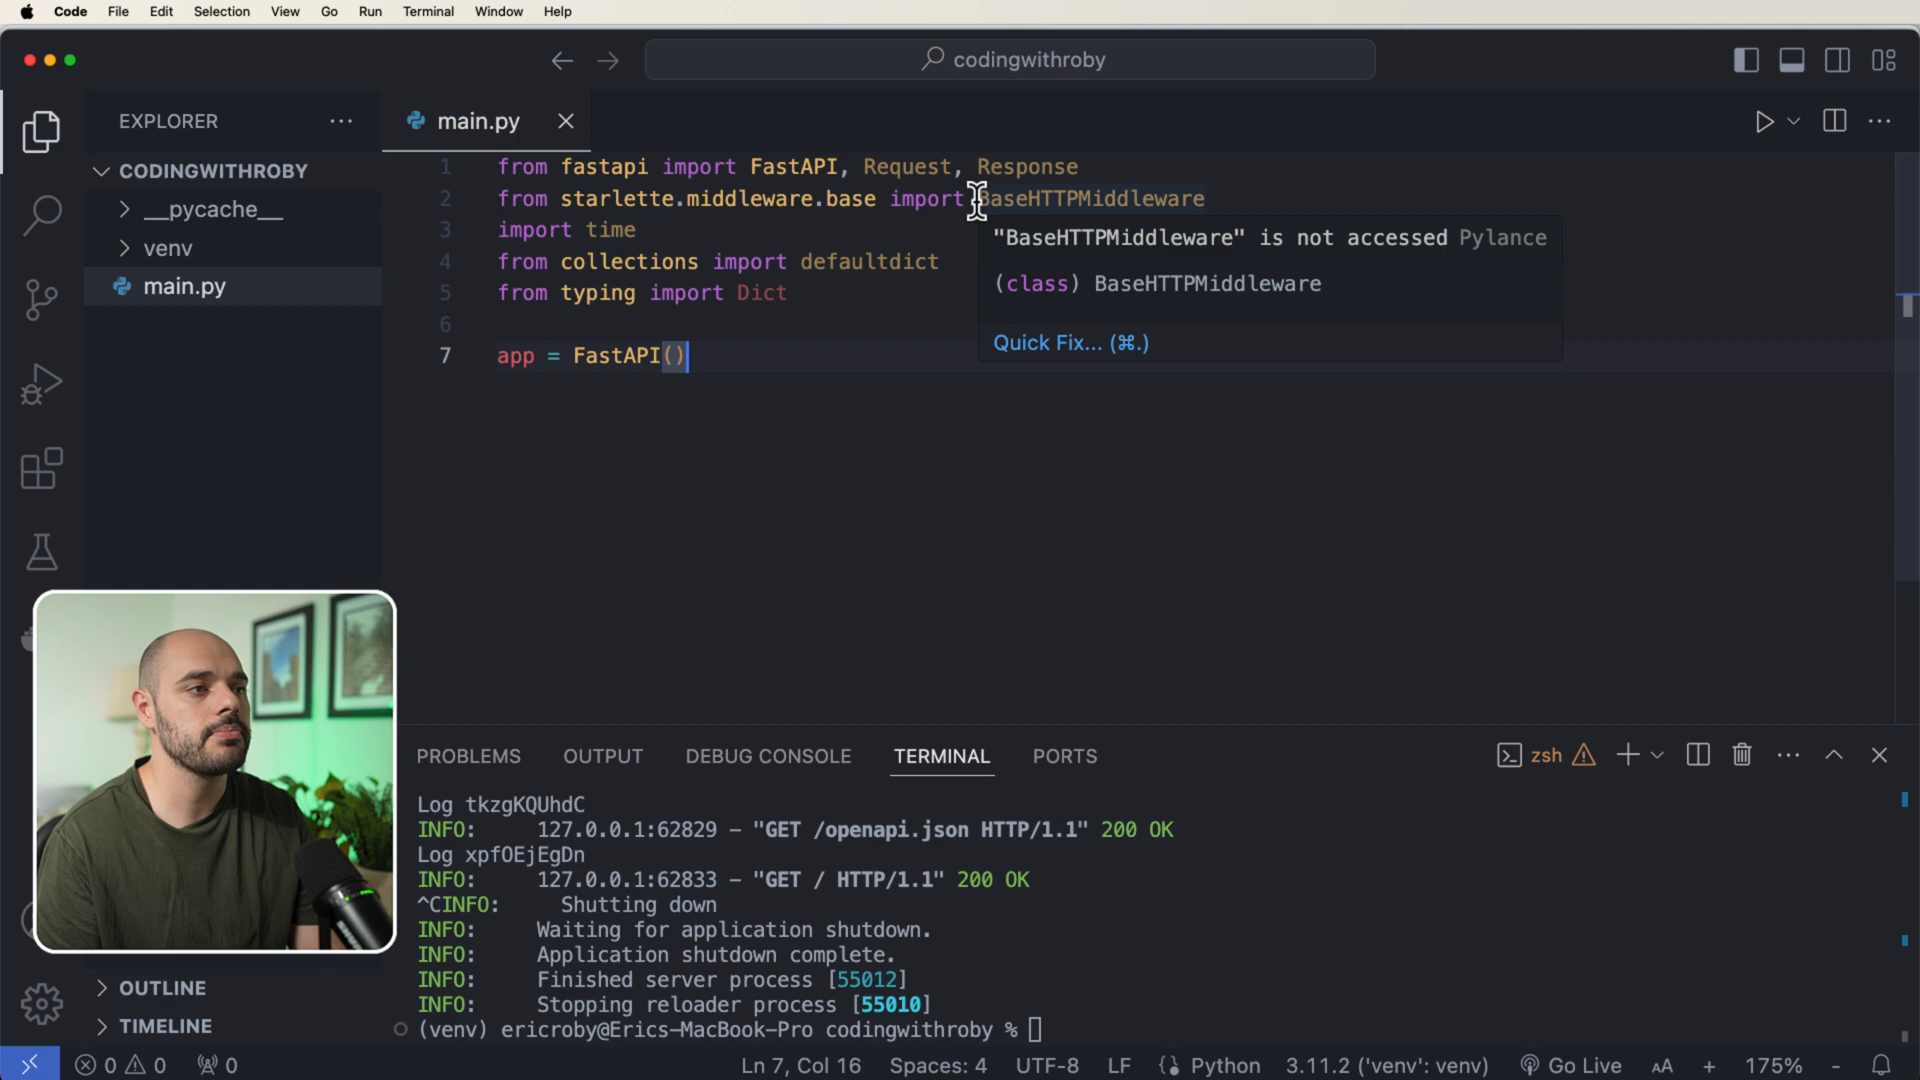 Code File Edit Selection View Go Run Terminal Window Help
codingwithroby
EXPLORER
main.py
CODINGWITHROBY
__pycache__
venv
main.py
1 from fastapi import FastAPI, Request, Response
2 from starlette.middleware.base import BaseHTTPMiddleware
3 import time
4 from collections import defaultdict
5 from typing import Dict
6
7 app = FastAPI()
"BaseHTTPMiddleware" is not accessed Pylance
(class) BaseHTTPMiddleware
Quick Fix... (⌘.)
PROBLEMS OUTPUT DEBUG CONSOLE TERMINAL PORTS
zsh
Log tkzgKQUhdC
INFO: 127.0.0.1:62829 - "GET /openapi.json HTTP/1.1" 200 OK
Log xpfOEjEgDn
INFO: 127.0.0.1:62833 - "GET / HTTP/1.1" 200 OK
^CINFO: Shutting down
INFO: Waiting for application shutdown.
INFO: Application shutdown complete.
INFO: Finished server process [55012]
INFO: Stopping reloader process [55010]
(venv) ericroby@Erics-MacBook-Pro codingwithroby %
OUTLINE
TIMELINE
0 0 0 Ln 7, Col 16 Spaces: 4 UTF-8 LF Python 3.11.2 ('venv': venv) Go Live AA + 175% -